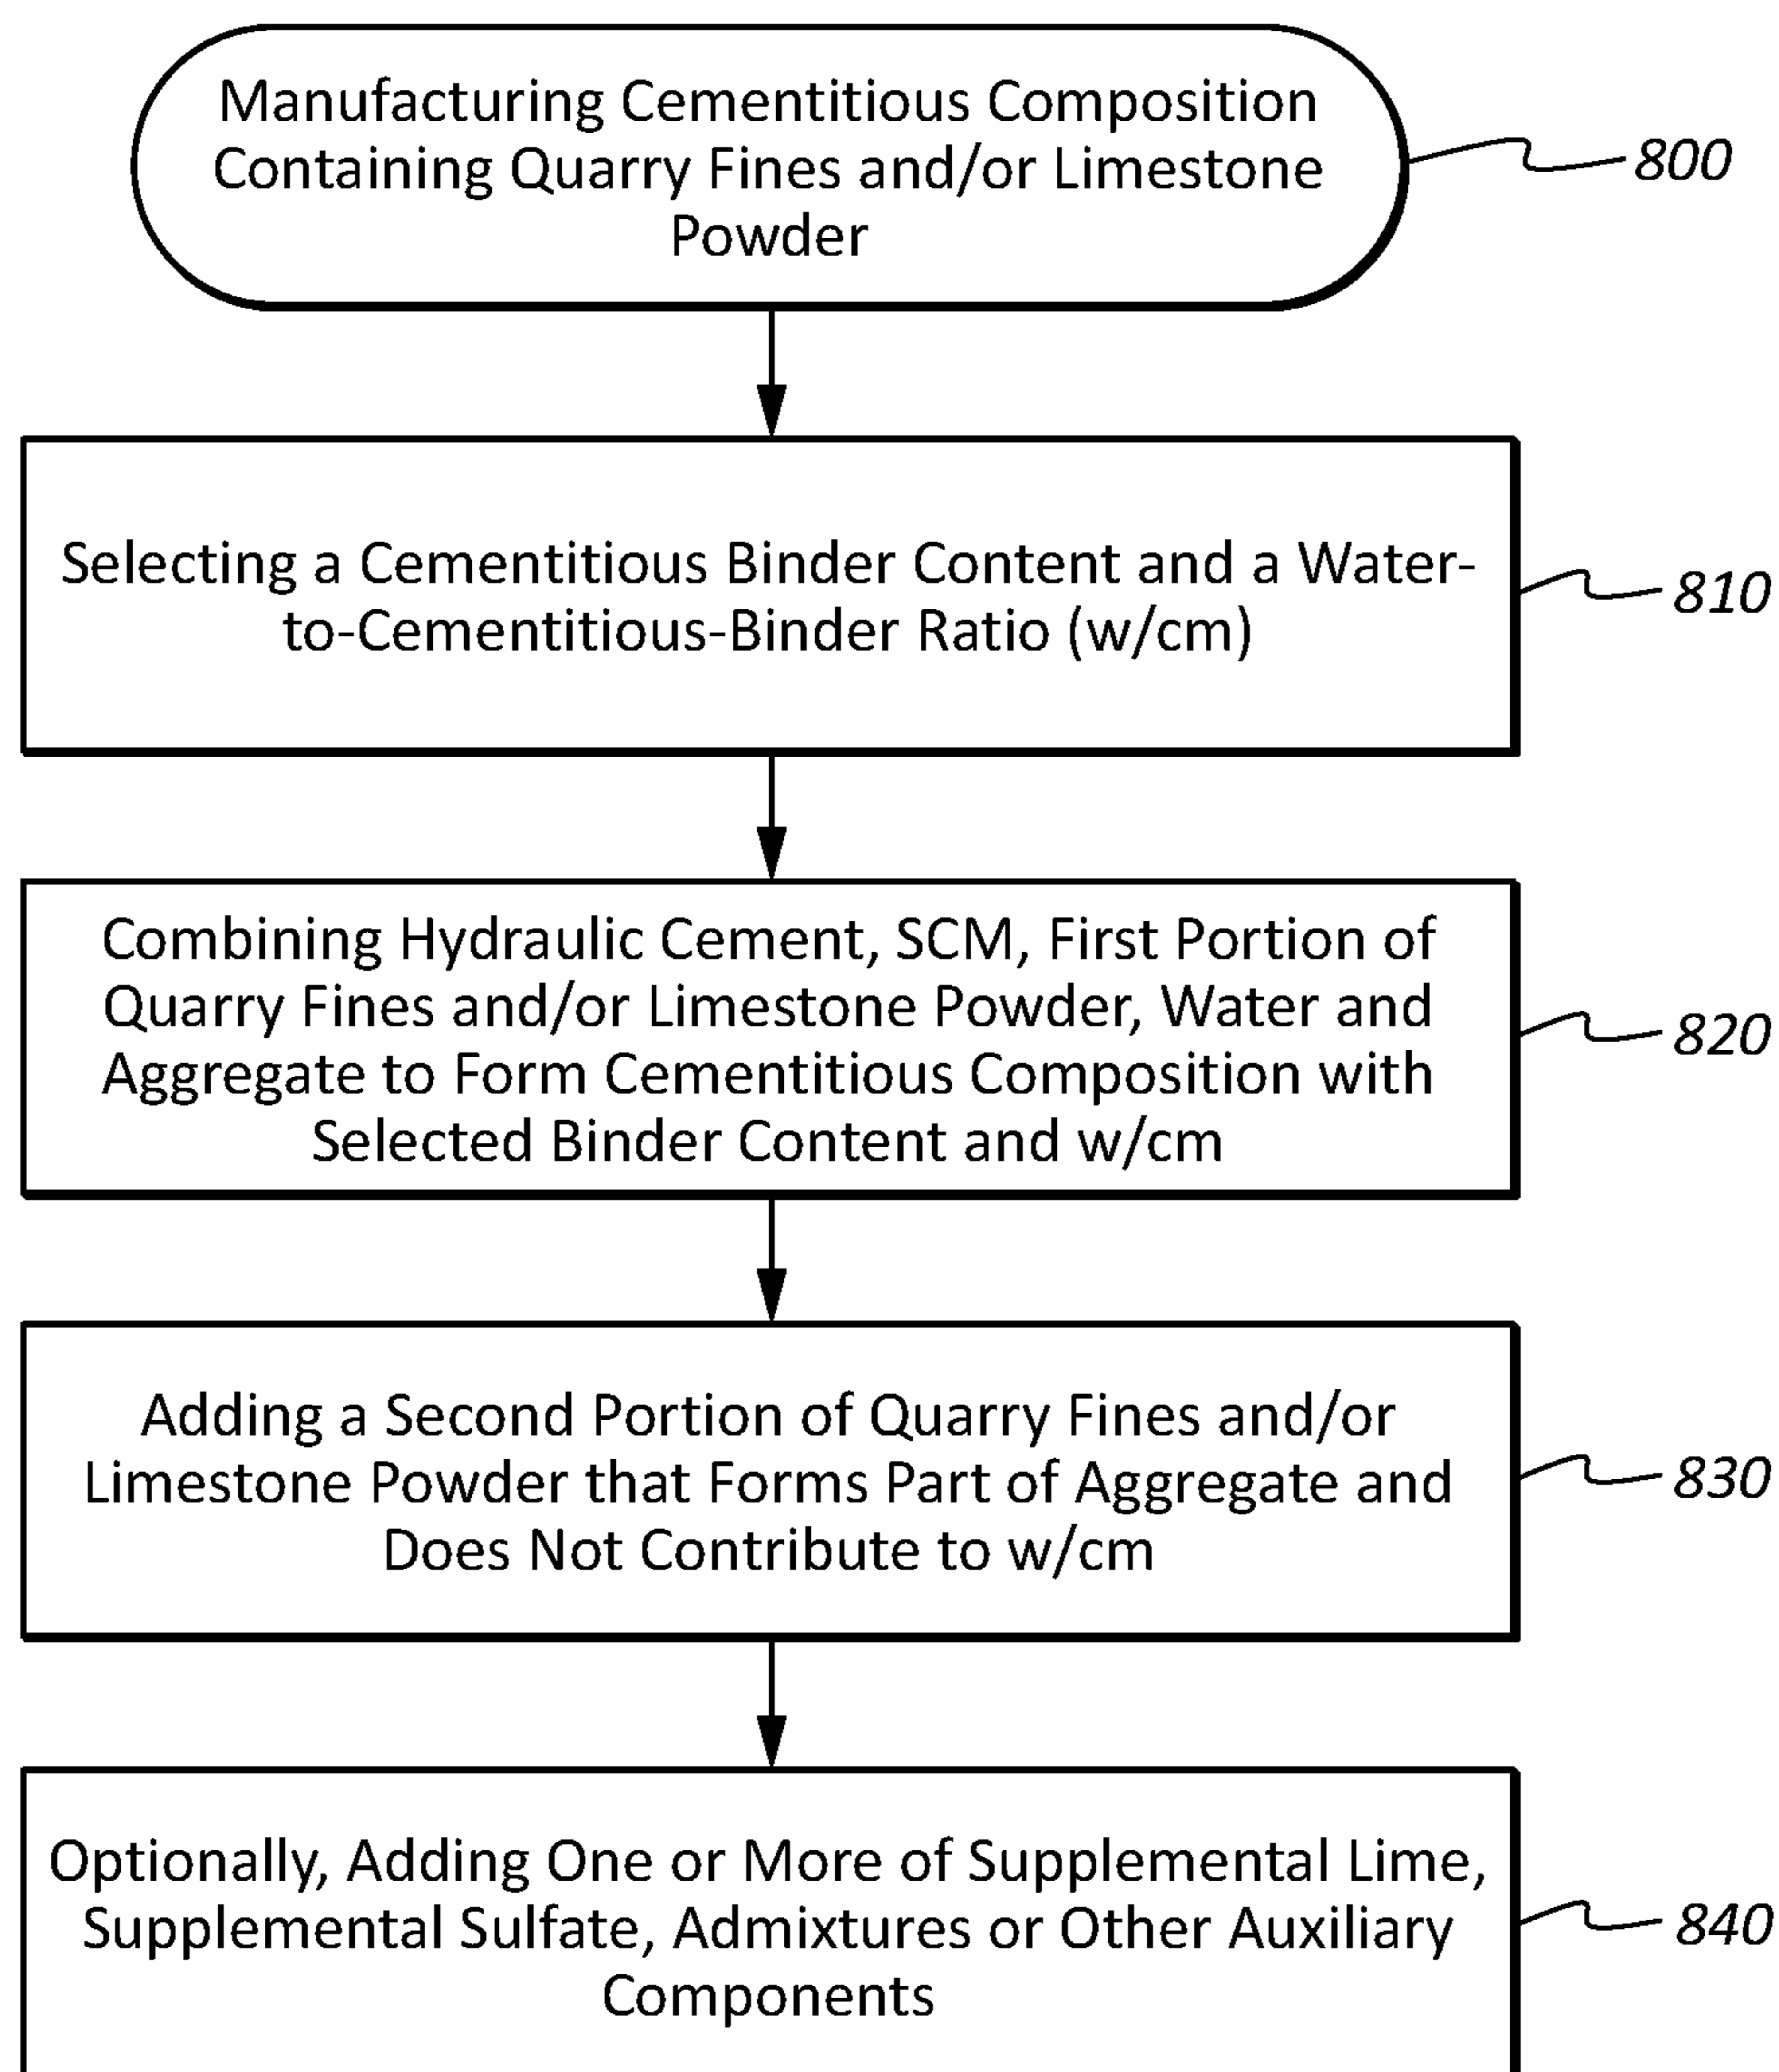 Manufacturing Cementitious Composition
Containing Quarry Fines and/or Limestone
Powder
800
Selecting a Cementitious Binder Content and a Water-
to-Cementitious-Binder Ratio (w/cm)
810
Combining Hydraulic Cement, SCM, First Portion of
Quarry Fines and/or Limestone Powder, Water and
Aggregate to Form Cementitious Composition with
Selected Binder Content and w/cm
820
Adding a Second Portion of Quarry Fines and/or
Limestone Powder that Forms Part of Aggregate and
Does Not Contribute to w/cm
830
Optionally, Adding One or More of Supplemental Lime,
Supplemental Sulfate, Admixtures or Other Auxiliary
Components
840